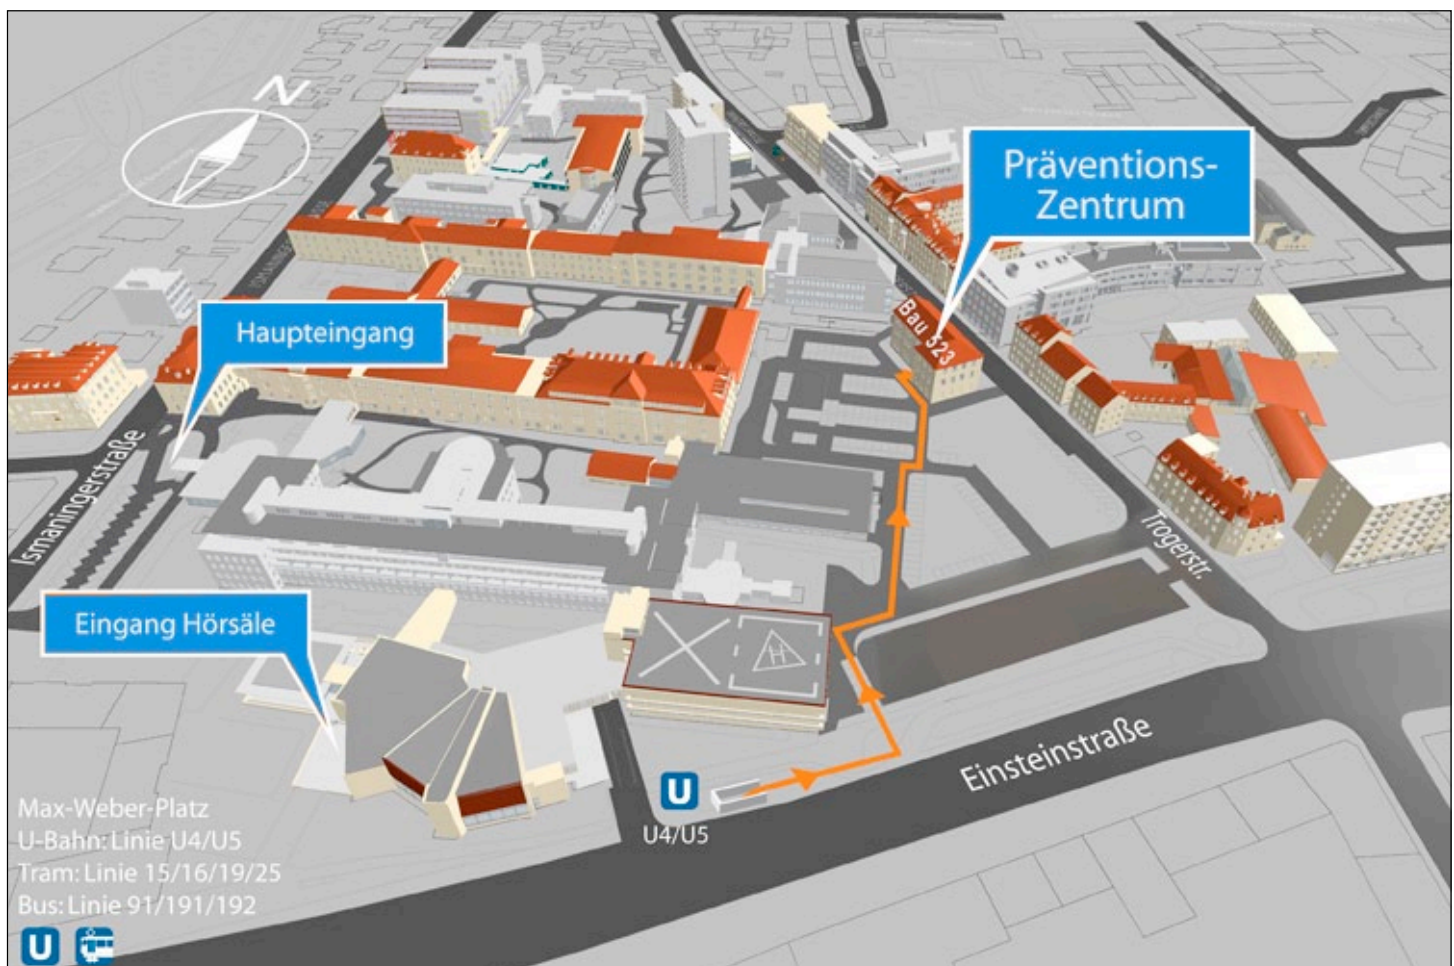 N
Präventions-
Zentrum
Haupteingang
Bau 523
Ismaningerstraße
Trogerstr.
Eingang Hörsäle
H
Einsteinstraße
U
U4/U5
Max-Weber-Platz
U-Bahn: Linie U4/U5
Tram: Linie 15/16/19/25
Bus: Linie 91/191/192
U